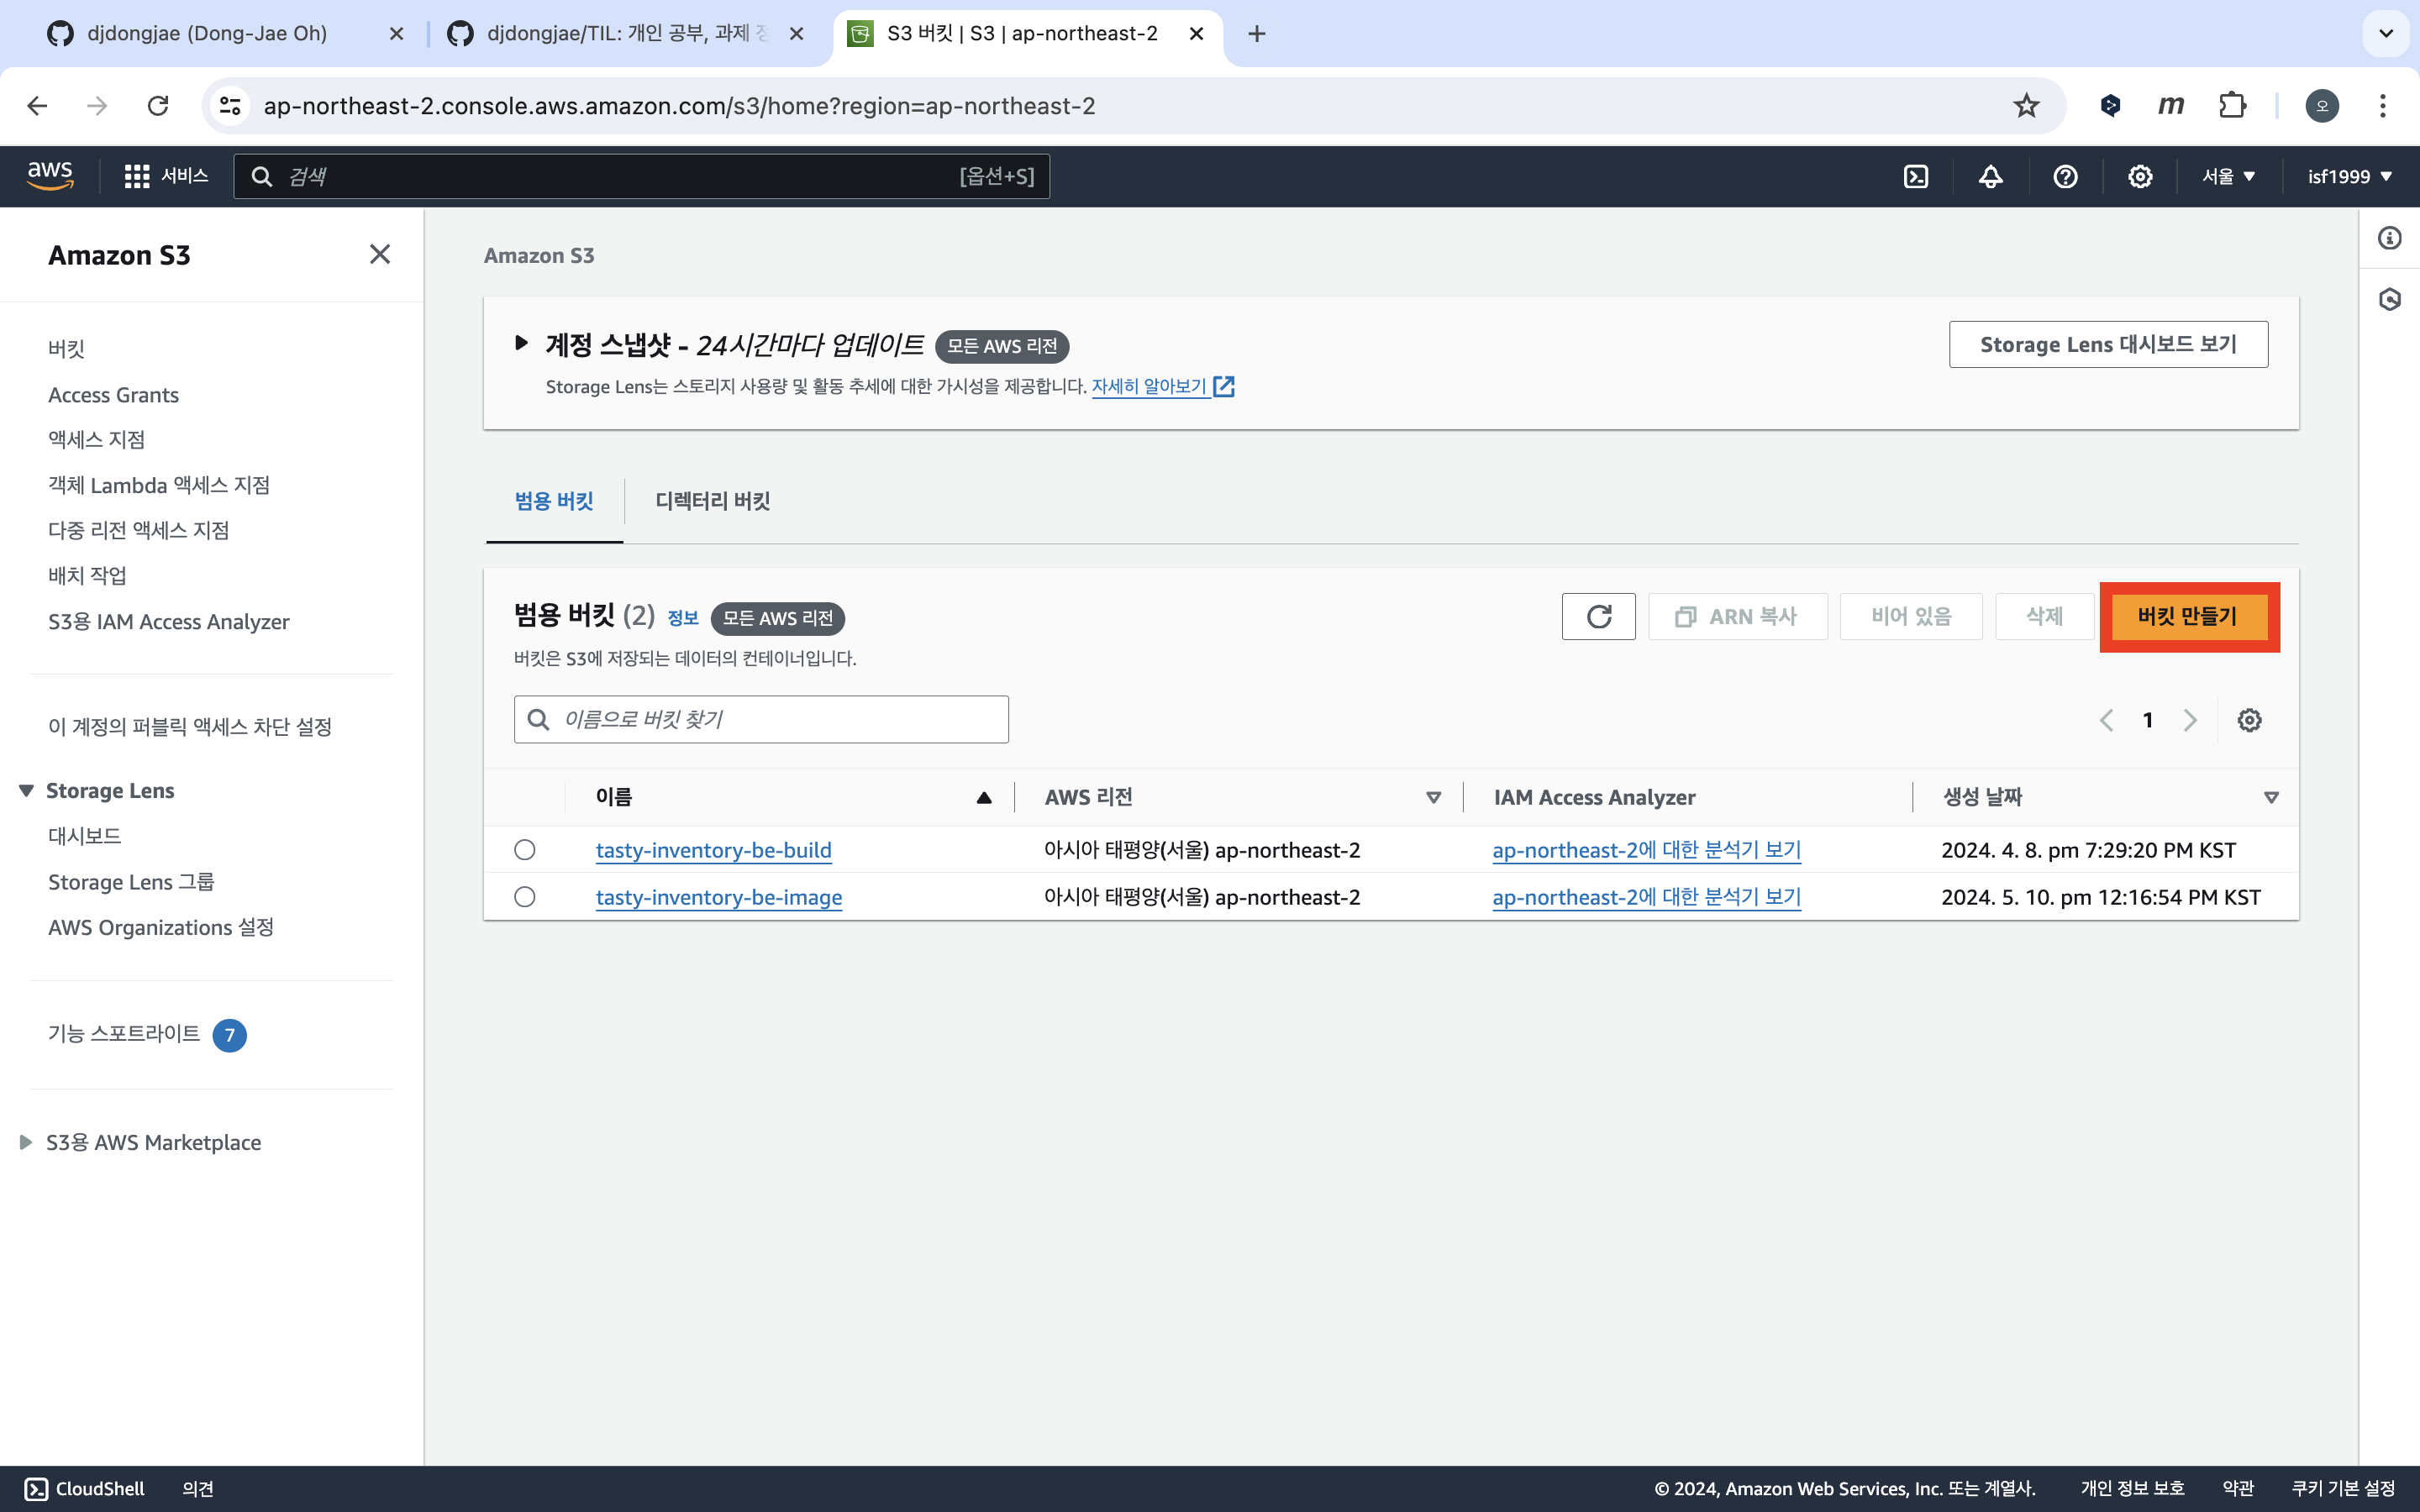 djdongjae (Dong-Jae Oh)
djdongjae/TIL: 개인 공부, 과제
S3 버킷 | S3 | ap-northeast-2
ap-northeast-2.console.aws.amazon.com/s3/home?region=ap-northeast-2
오
aws
서비스
검색
[옵션+S]
서울
isf1999
Amazon S3
버킷
Access Grants
액세스 지점
객체 Lambda 액세스 지점
다중 리전 액세스 지점
배치 작업
S3용 IAM Access Analyzer
이 계정의 퍼블릭 액세스 차단 설정
Storage Lens
대시보드
Storage Lens 그룹
AWS Organizations 설정
기능 스포트라이트 7
S3용 AWS Marketplace
Amazon S3
계정 스냅샷 - 24시간마다 업데이트 모든 AWS 리전
Storage Lens 대시보드 보기
Storage Lens는 스토리지 사용량 및 활동 추세에 대한 가시성을 제공합니다. 자세히 알아보기
범용 버킷
디렉터리 버킷
범용 버킷 (2) 정보 모든 AWS 리전
ARN 복사
비어 있음
삭제
버킷 만들기
버킷은 S3에 저장되는 데이터의 컨테이너입니다.
이름으로 버킷 찾기
1
이름 AWS 리전 IAM Access Analyzer 생성 날짜
tasty-inventory-be-build 아시아 태평양(서울) ap-northeast-2 ap-northeast-2에 대한 분석기 보기 2024. 4. 8. pm 7:29:20 PM KST
tasty-inventory-be-image 아시아 태평양(서울) ap-northeast-2 ap-northeast-2에 대한 분석기 보기 2024. 5. 10. pm 12:16:54 PM KST
CloudShell
의견
© 2024, Amazon Web Services, Inc. 또는 계열사.
개인 정보 보호
약관
쿠키 기본 설정